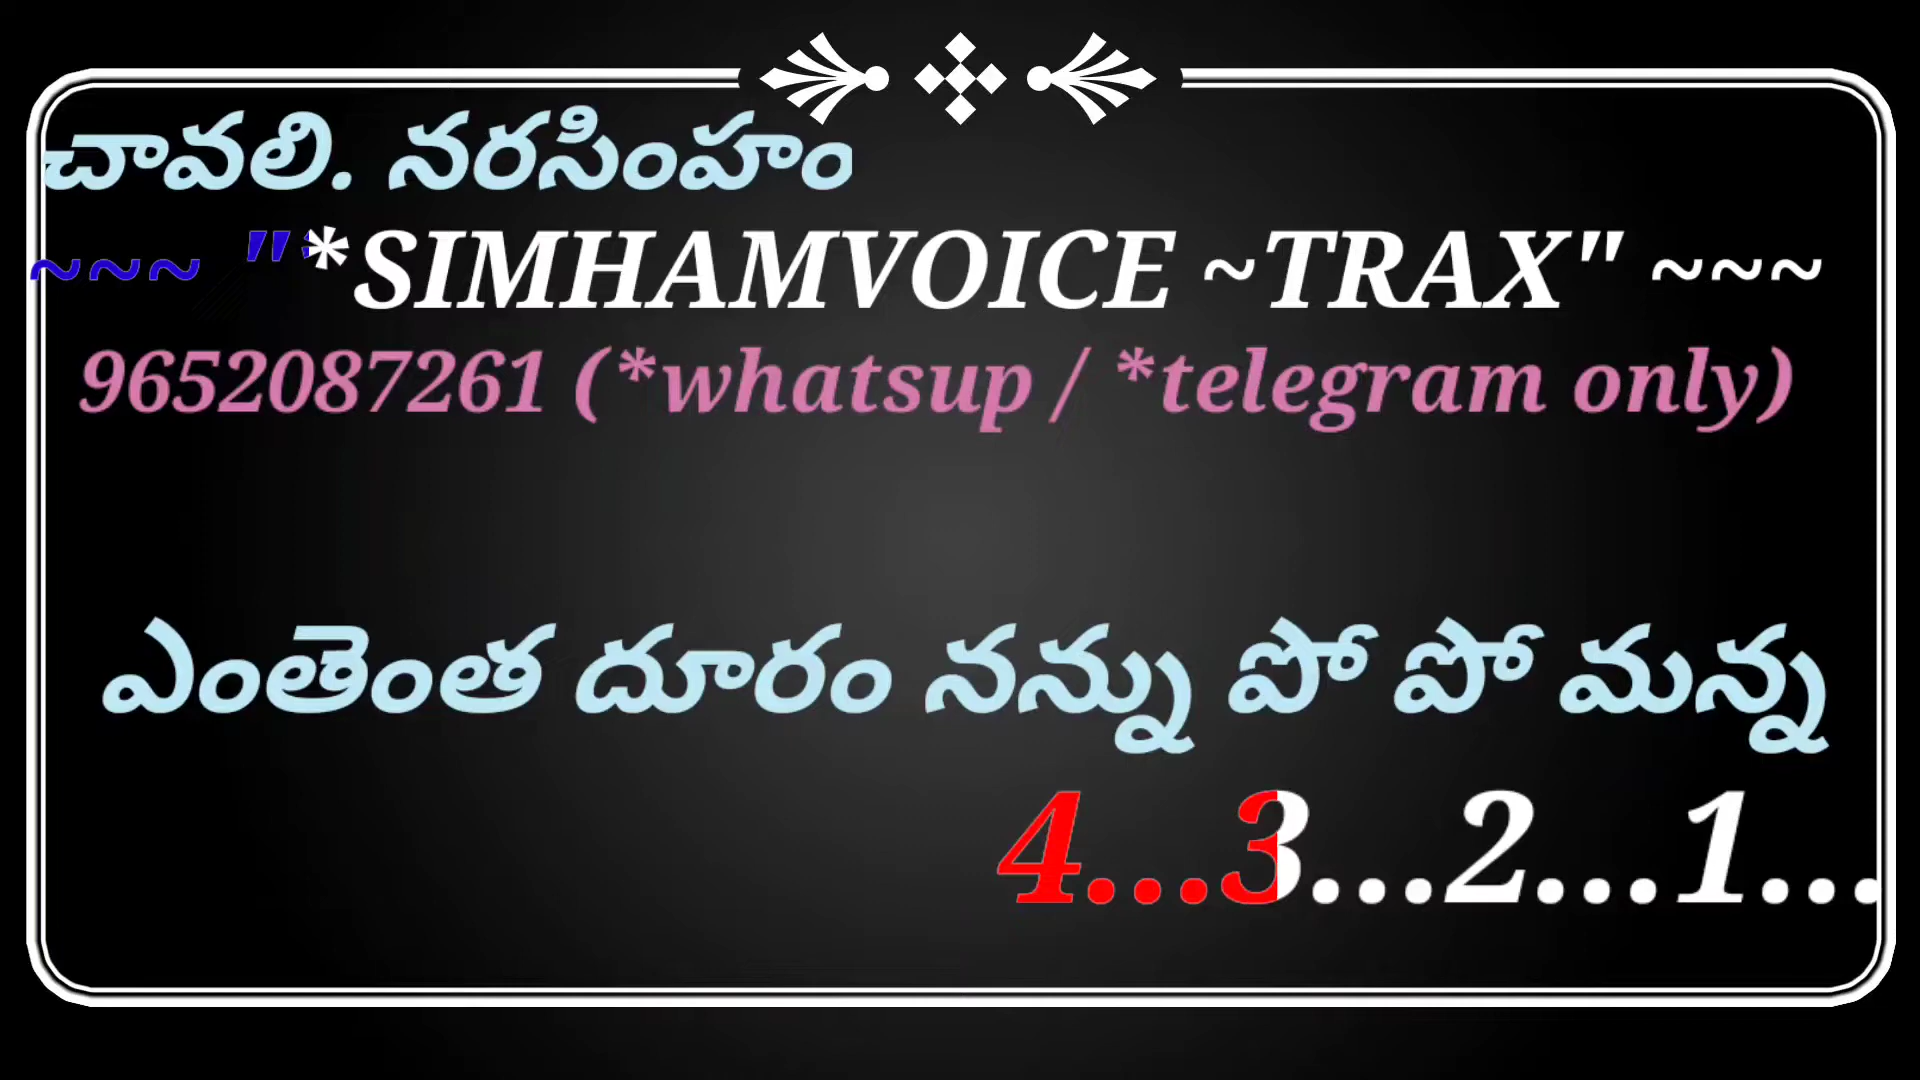 చావలి. నరసింహం
~~~ "*SIMHAMVOICE ~TRAX" ~~~
9652087261 (*whatsup / *telegram only)
ఎంతెంత దూరం నన్ను పో పో మన్న
4...3...2...1...